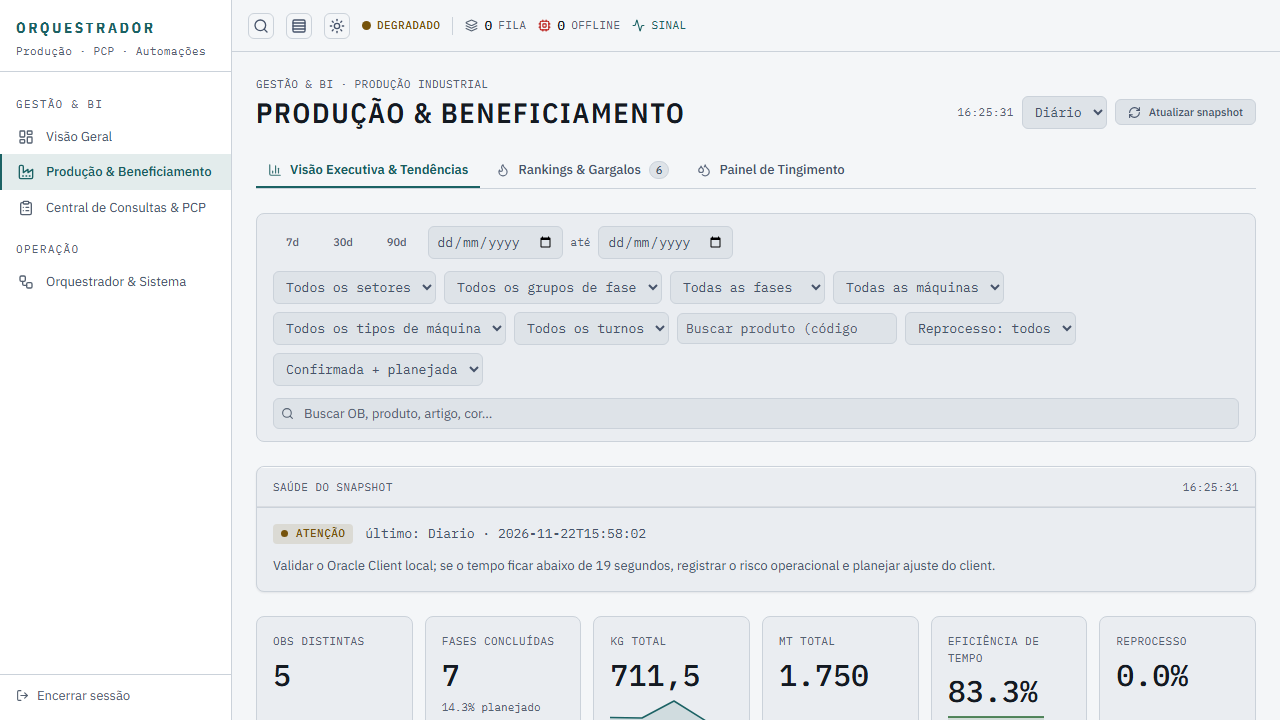 ORQUESTRADOR
Produção · PCP · Automações
GESTÃO & BI
Visão Geral
Produção & Beneficiamento
Central de Consultas & PCP
OPERAÇÃO
Orquestrador & Sistema
Encerrar sessão
DEGRADADO
0 FILA
0 OFFLINE
SINAL
GESTÃO & BI · PRODUÇÃO INDUSTRIAL
PRODUÇÃO & BENEFICIAMENTO
16:25:31
Diário
Atualizar snapshot
Visão Executiva & Tendências
Rankings & Gargalos 6
Painel de Tingimento
7d 30d 90d dd/mm/yyyy até dd/mm/yyyy
Todos os setores Todos os grupos de fase Todas as fases Todas as máquinas
Todos os tipos de máquina Todos os turnos Buscar produto (código Reprocesso: todos
Confirmada + planejada
Buscar OB, produto, artigo, cor...
SAÚDE DO SNAPSHOT 16:25:31
ATENÇÃO último: Diario · 2026-11-22T15:58:02
Validar o Oracle Client local; se o tempo ficar abaixo de 19 segundos, registrar o risco operacional e planejar ajuste do client.
OBS DISTINTAS
5
FASES CONCLUÍDAS
7
14.3% planejado
KG TOTAL
711,5
MT TOTAL
1.750
EFICIÊNCIA DE
TEMPO
83.3%
REPROCESSO
0.0%